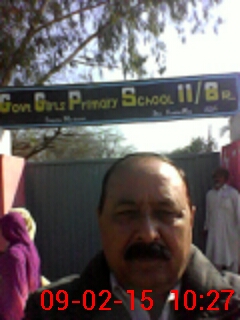 GOVT GIRLS PRIMARY SCHOOL 11/8R
09-02-15 10:27